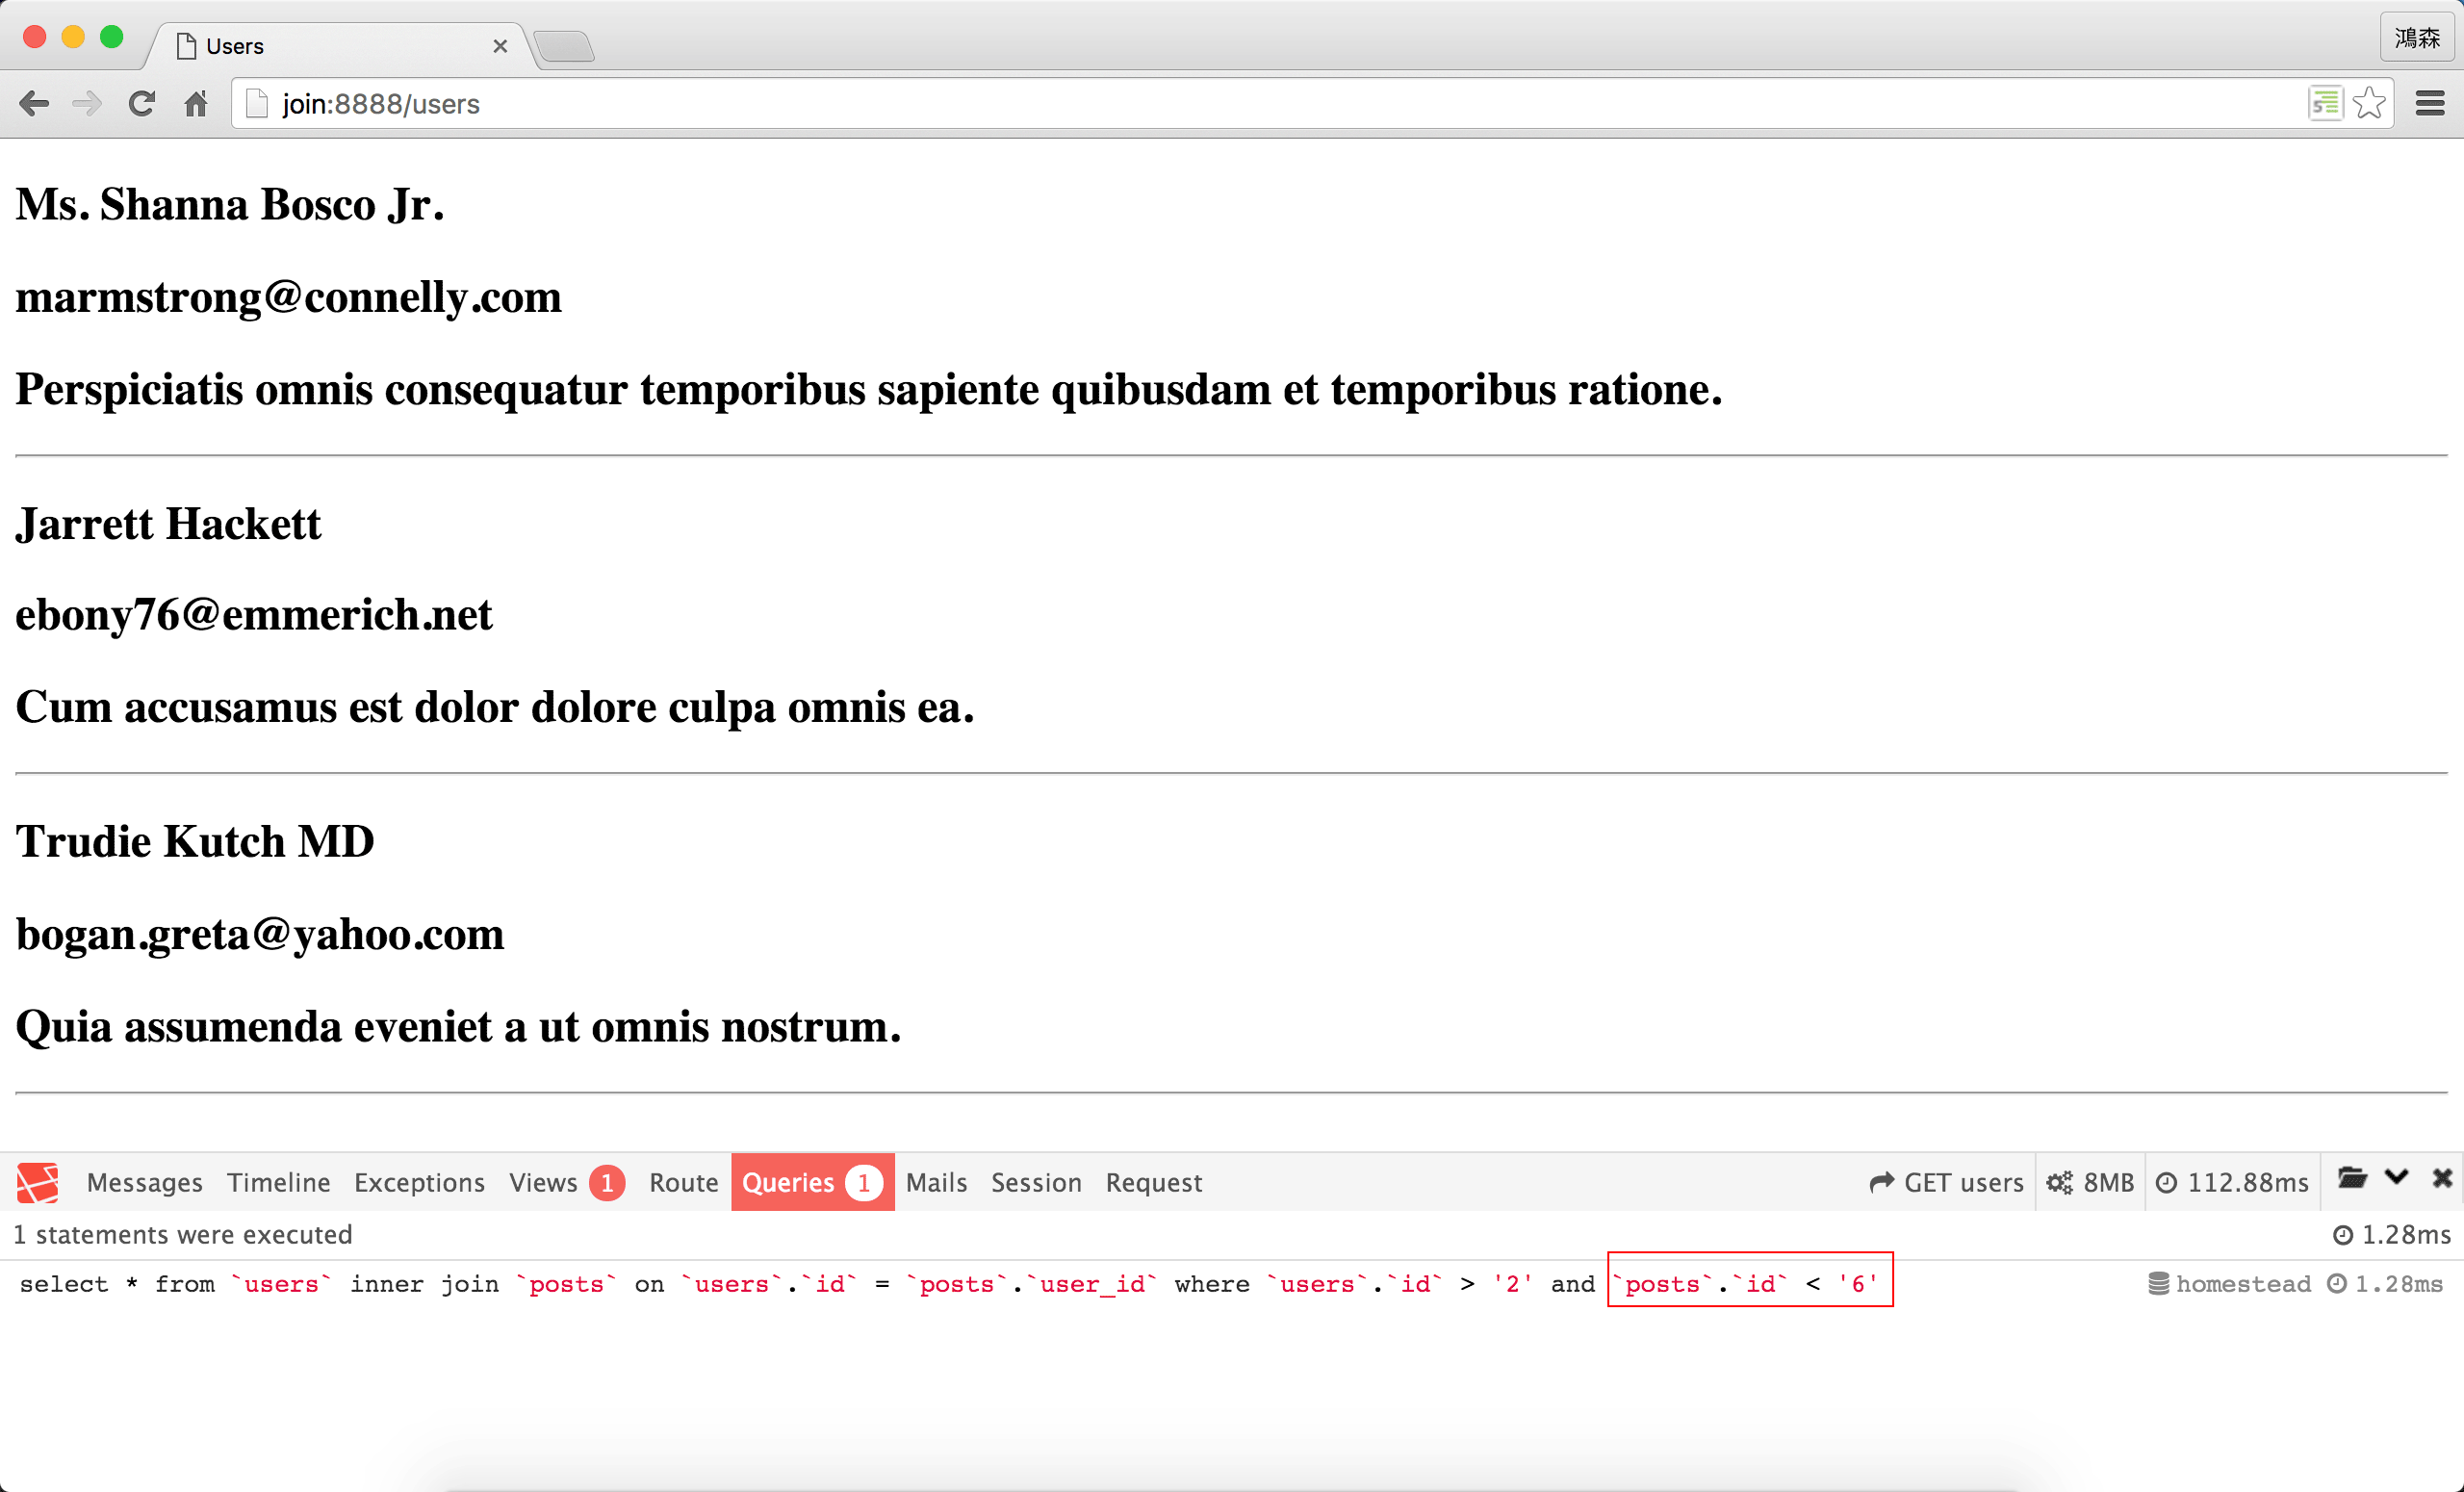 Users
鴻森
join:8888/users
Ms. Shanna Bosco Jr.
marmstrong@connelly.com
Perspiciatis omnis consequatur temporibus sapiente quibusdam et temporibus ratione.
Jarrett Hackett
ebony76@emmerich.net
Cum accusamus est dolor dolore culpa omnis ea.
Trudie Kutch MD
bogan.greta@yahoo.com
Quia assumenda eveniet a ut omnis nostrum.
Messages Timeline Exceptions Views 1 Route Queries 1 Mails Session Request GET users 8MB 112.88ms
1 statements were executed 1.28ms
select * from `users` inner join `posts` on `users`.`id` = `posts`.`user_id` where `users`.`id` > '2' and `posts`.`id` < '6' homestead 1.28ms